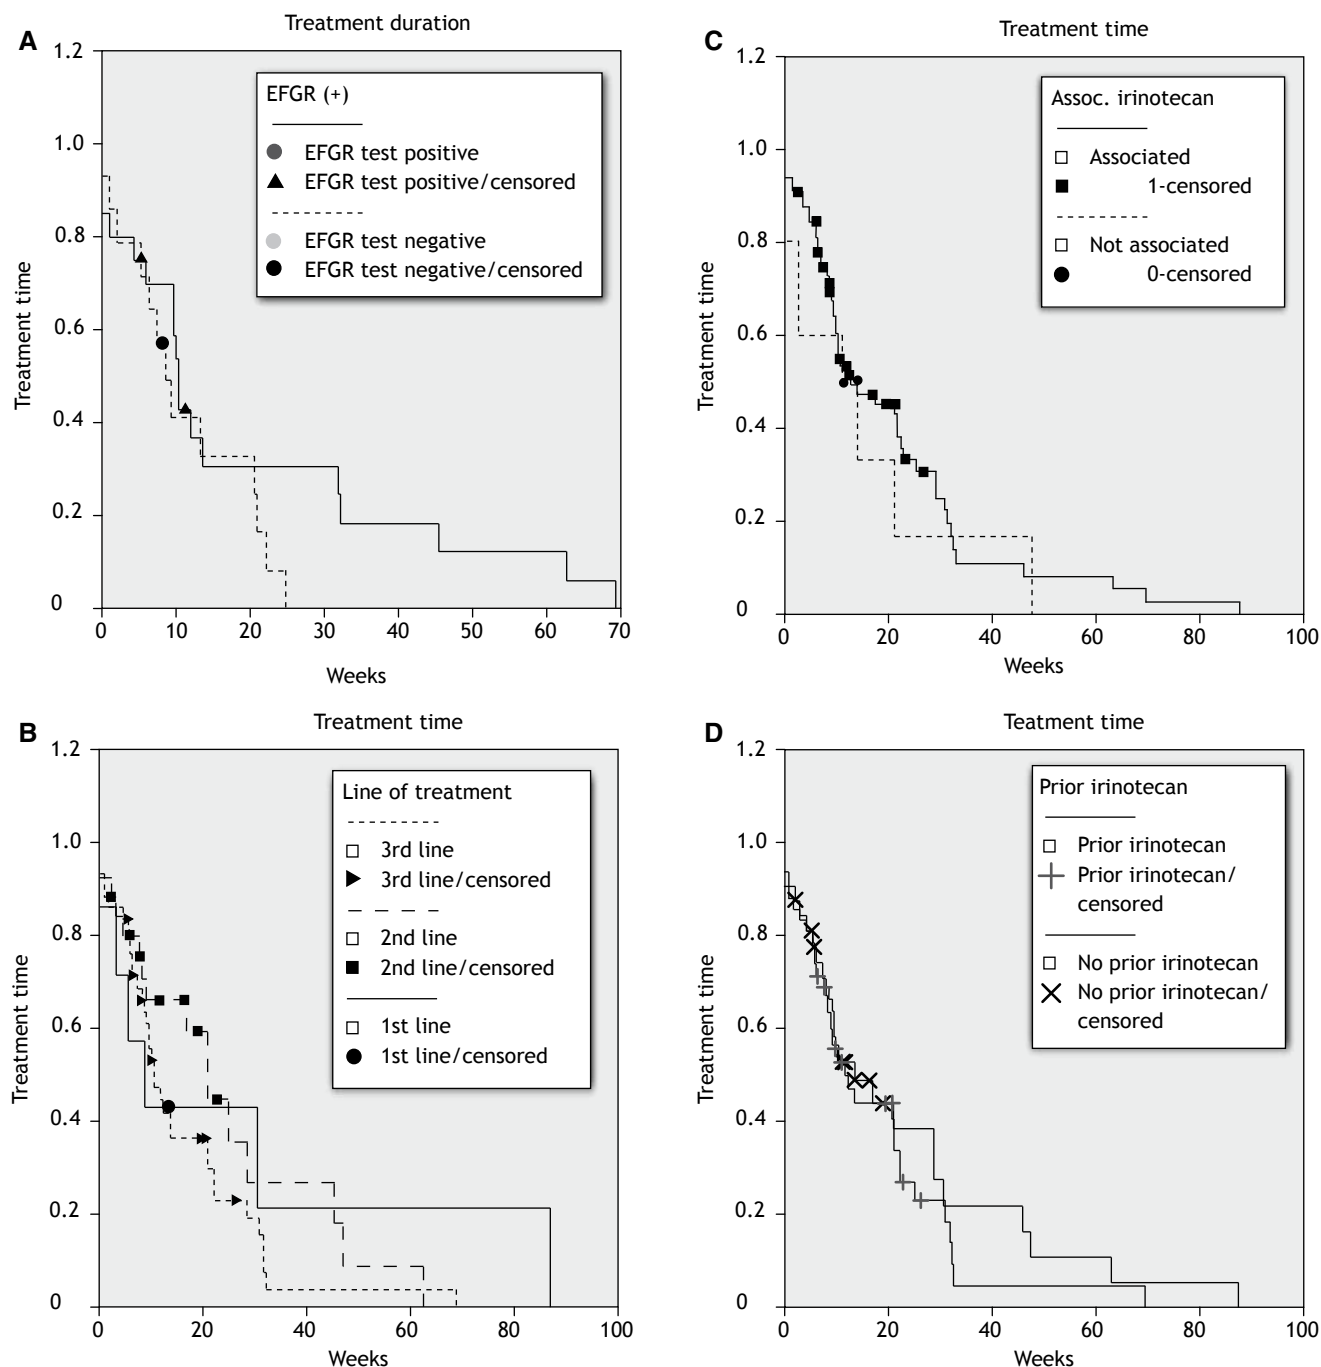 A
Treatment duration
Treatment time
1.2
1.0
0.8
0.6
0.4
0.2
0
EFGR (+)
EFGR test positive
EFGR test positive/censored
EFGR test negative
EFGR test negative/censored
0 10 20 30 40 50 60 70
Weeks
C
Treatment time
Treatment time
1.2
1.0
0.8
0.6
0.4
0.2
0
Assoc. irinotecan
Associated
1-censored
Not associated
0-censored
0 20 40 60 80 100
Weeks
B
Treatment time
Treatment time
1.2
1.0
0.8
0.6
0.4
0.2
0
Line of treatment
3rd line
3rd line/censored
2nd line
2nd line/censored
1st line
1st line/censored
0 20 40 60 80 100
Weeks
D
Teatment time
Treatment time
1.2
1.0
0.8
0.6
0.4
0.2
0
Prior irinotecan
Prior irinotecan
Prior irinotecan/
censored
No prior irinotecan
No prior irinotecan/
censored
0 20 40 60 80 100
Weeks